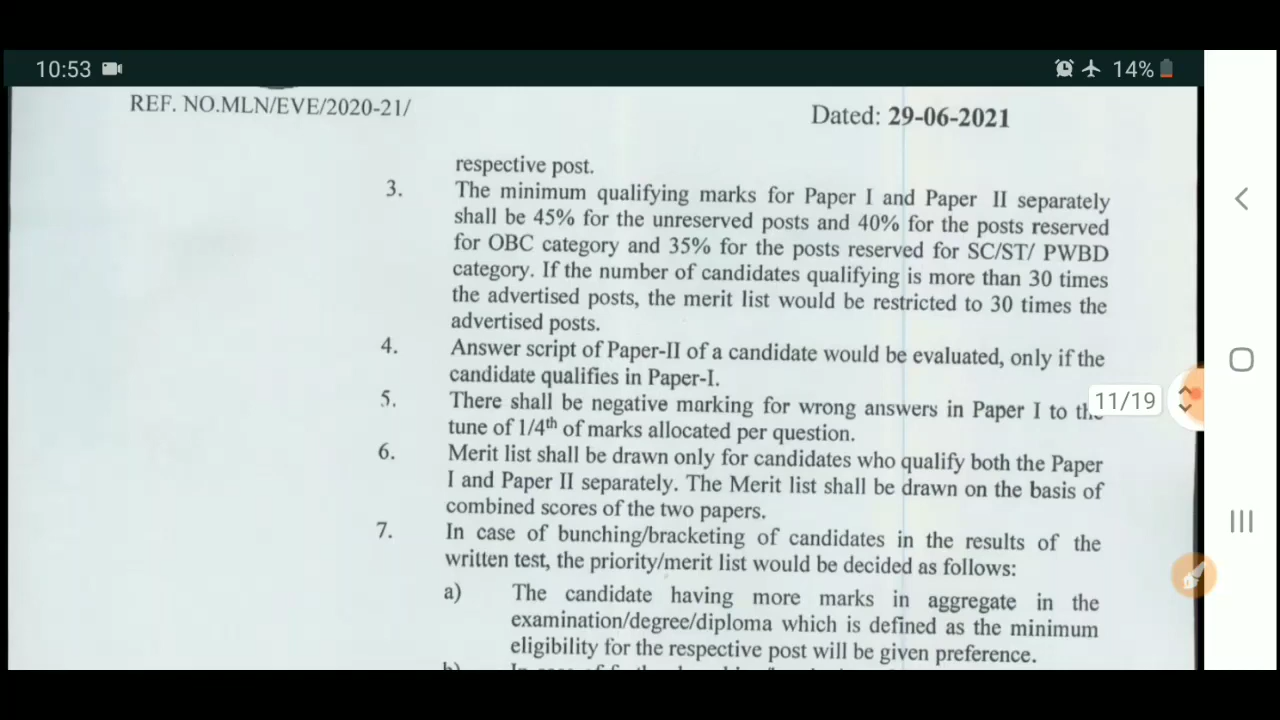 10:53
14%
REF. NO.MLN/EVE/2020-21/
Dated: 29-06-2021
respective post.
3. The minimum qualifying marks for Paper I and Paper II separately
shall be 45% for the unreserved posts and 40% for the posts reserved
for OBC category and 35% for the posts reserved for SC/ST/ PWBD
category. If the number of candidates qualifying is more than 30 times
the advertised posts, the merit list would be restricted to 30 times the
advertised posts.
4. Answer script of Paper-II of a candidate would be evaluated, only if the
candidate qualifies in Paper-I.
5. There shall be negative marking for wrong answers in Paper I to the
11/19
tune of 1/4th of marks allocated per question.
6. Merit list shall be drawn only for candidates who qualify both the Paper
I and Paper II separately. The Merit list shall be drawn on the basis of
combined scores of the two papers.
7. In case of bunching/bracketing of candidates in the results of the
written test, the priority/merit list would be decided as follows:
a) The candidate having more marks in aggregate in the
examination/degree/diploma which is defined as the minimum
eligibility for the respective post will be given preference.